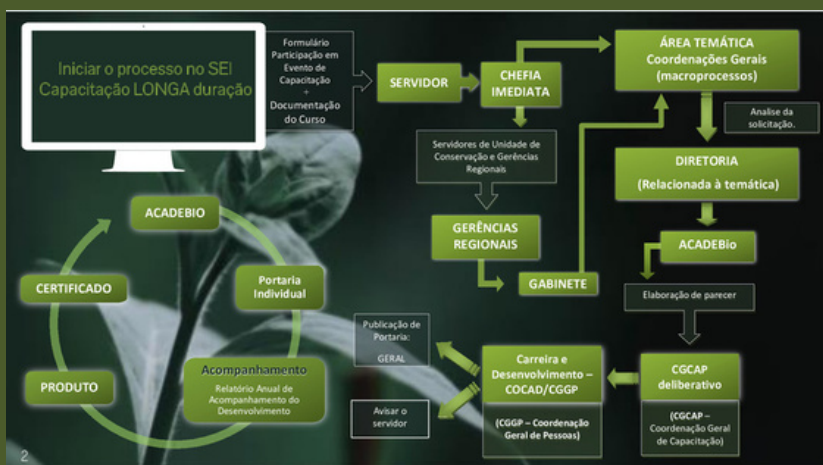 Iniciar o processo no SEI
Capacitação LONGA duração
Formulário
Participação em
Evento de
Capacitação
+
Documentação
do Curso
SERVIDOR
CHEFIA
IMEDIATA
ÁREA TEMÁTICA
Coordenações Gerais
(macroprocessos)
Analise da
solicitação.
Servidores de Unidade de
Conservação e Gerências
Regionais
DIRETORIA
(Relacionada à temática)
GERÊNCIAS
REGIONAIS
GABINETE
ACADEBio
Elaboração de parecer
CGCAP
deliberativo
(CGCAP –
Coordenação Geral
de Capacitação)
Carreira e
Desenvolvimento –
COCAD/CGGP
(CGGP – Coordenação
Geral de Pessoas)
Publicação de
Portaria:
GERAL
Avisar o
servidor
ACADEBIO
Portaria
Individual
Acompanhamento
Relatório Anual de
Acompanhamento do
Desenvolvimento
PRODUTO
CERTIFICADO
2